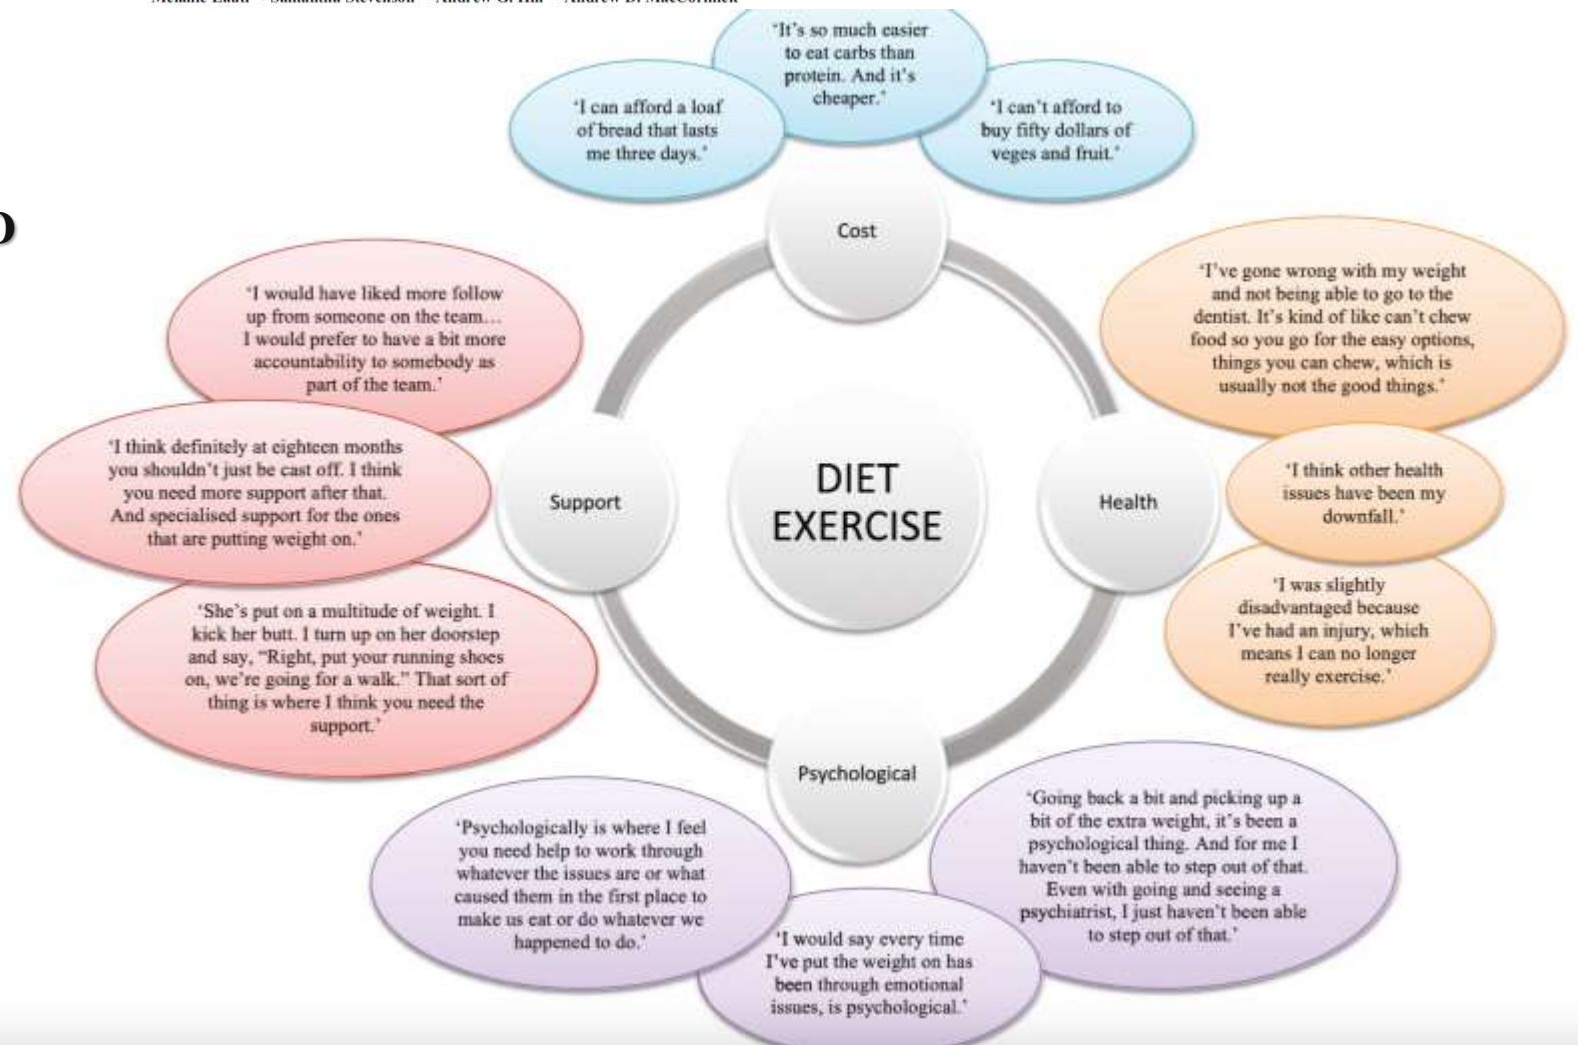 'It's so much easier
to eat carbs than
protein. And it's
cheaper.'
'I can afford a loaf
of bread that lasts
me three days.'
'I can't afford to
buy fifty dollars of
veges and fruit.'
Cost
'I would have liked more follow
up from someone on the team…
I would prefer to have a bit more
accountability to somebody as
part of the team.'
'I've gone wrong with my weight
and not being able to go to the
dentist. It's kind of like can't chew
food so you go for the easy options,
things you can chew, which is
usually not the good things.'
'I think definitely at eighteen months
you shouldn't just be cast off. I think
you need more support after that.
And specialised support for the ones
that are putting weight on.'
Support
DIET
EXERCISE
Health
'I think other health
issues have been my
downfall.'
'She's put on a multitude of weight. I
kick her butt. I turn up on her doorstep
and say, "Right, put your running shoes
on, we're going for a walk." That sort of
thing is where I think you need the
support.'
'I was slightly
disadvantaged because
I've had an injury, which
means I can no longer
really exercise.'
Psychological
'Psychologically is where I feel
you need help to work through
whatever the issues are or what
caused them in the first place to
make us eat or do whatever we
happened to do.'
'I would say every time
I've put the weight on has
been through emotional
issues, is psychological.'
'Going back a bit and picking up a
bit of the extra weight, it's been a
psychological thing. And for me I
haven't been able to step out of that.
Even with going and seeing a
psychiatrist, I just haven't been able
to step out of that.'